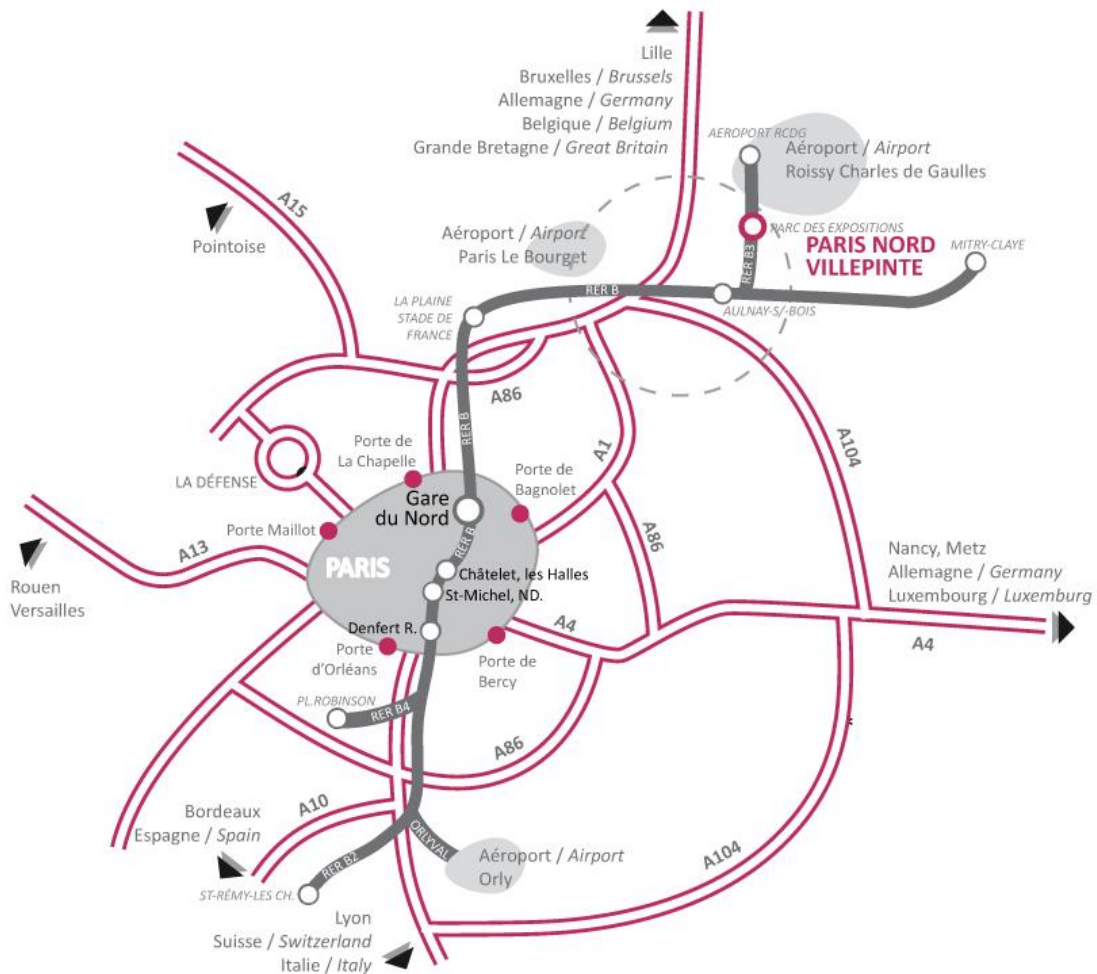 Lille
Bruxelles / Brussels
Allemagne / Germany
Belgique / Belgium
Grande Bretagne / Great Britain
AEROPORT RCDG
Aéroport / Airport
Roissy Charles de Gaulles
A15
Pointoise
Aéroport / Airport
Paris Le Bourget
PARC DES EXPOSITIONS
PARIS NORD
VILLEPINTE
MITRY-CLAYE
RER B3
RER B
LA PLAINE
STADE DE
FRANCE
AULNAY-S/-BOIS
A86
RER B
A1
A104
Porte de
La Chapelle
LA DÉFENSE
Porte de
Bagnolet
Gare
du Nord
Porte Maillot
RER B
A86
A13
PARIS
Rouen
Versailles
Châtelet, les Halles
St-Michel, ND.
Nancy, Metz
Allemagne / Germany
Luxembourg / Luxemburg
Denfert R.
A4
A4
Porte
d'Orléans
Porte de
Bercy
PL.ROBINSON
RER B4
A86
A10
Bordeaux
Espagne / Spain
ORLYVAL
RER B2
Aéroport / Airport
Orly
A104
ST-RÉMY-LES CH.
Lyon
Suisse / Switzerland
Italie / Italy